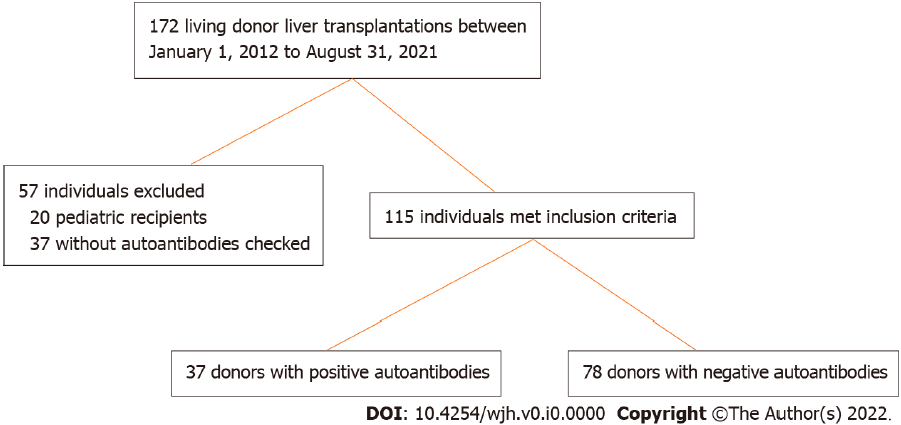 172 living donor liver transplantations between
January 1, 2012 to August 31, 2021
57 individuals excluded
20 pediatric recipients
37 without autoantibodies checked
115 individuals met inclusion criteria
37 donors with positive autoantibodies
78 donors with negative autoantibodies
DOI: 10.4254/wjh.v0.i0.0000 Copyright ©The Author(s) 2022.